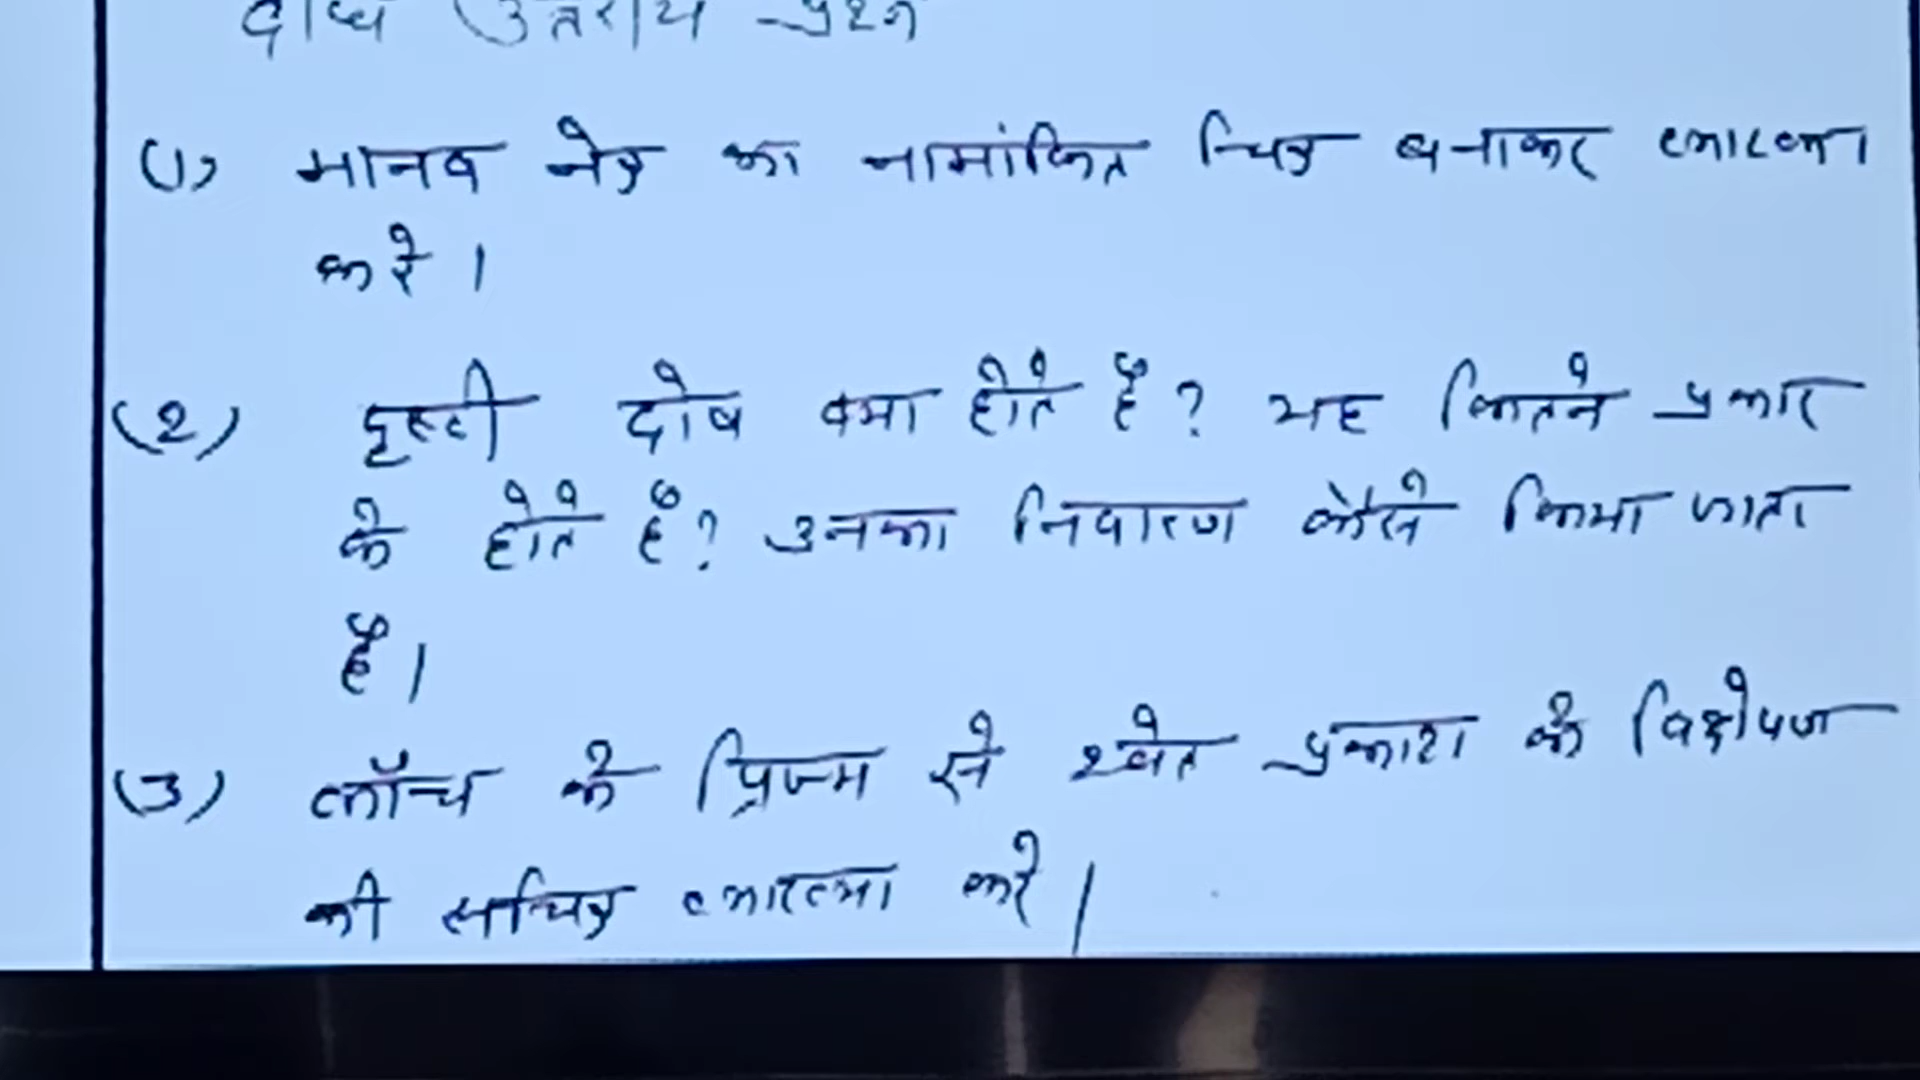 दीर्घ उत्तरीय प्रश्न
(1) मानव नेत्र का नामांकित चित्र बनाकर व्याख्या
करे।
(2) दृष्टी दोष क्या होते है? यह कितने प्रकार
के होते है? उनका निवारण कैसे किया जाता
है।
(3) काँच के प्रिज्म से श्वेत प्रकाश के विक्षेपण
की सचित्र व्याख्या करे।